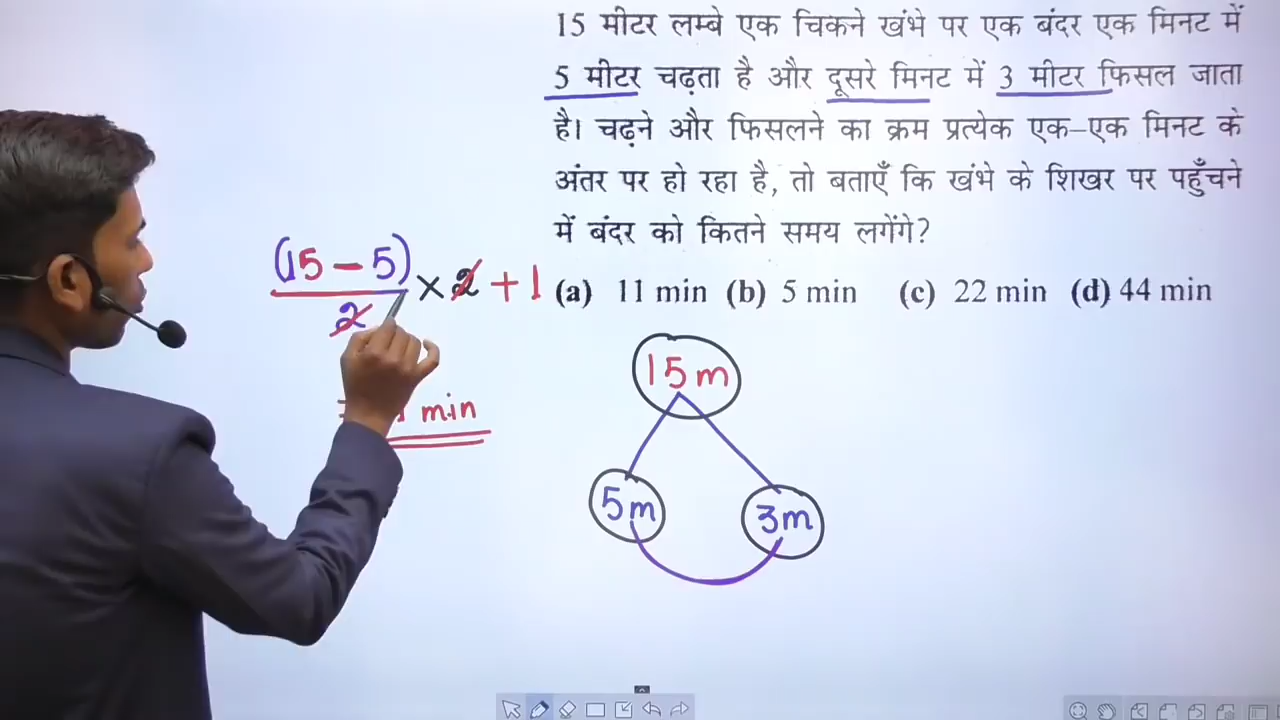 15 मीटर लम्बे एक चिकने खंभे पर एक बंदर एक मिनट में
5 मीटर चढ़ता है और दूसरे मिनट में 3 मीटर फिसल जाता
है। चढ़ने और फिसलने का क्रम प्रत्येक एक–एक मिनट के
अंतर पर हो रहा है, तो बताएँ कि खंभे के शिखर पर पहुँचने
में बंदर को कितने समय लगेंगे?
(a) 11 min (b) 5 min (c) 22 min (d) 44 min
(15 – 5)
× 2 + 1
2
min
15m
5m
3m